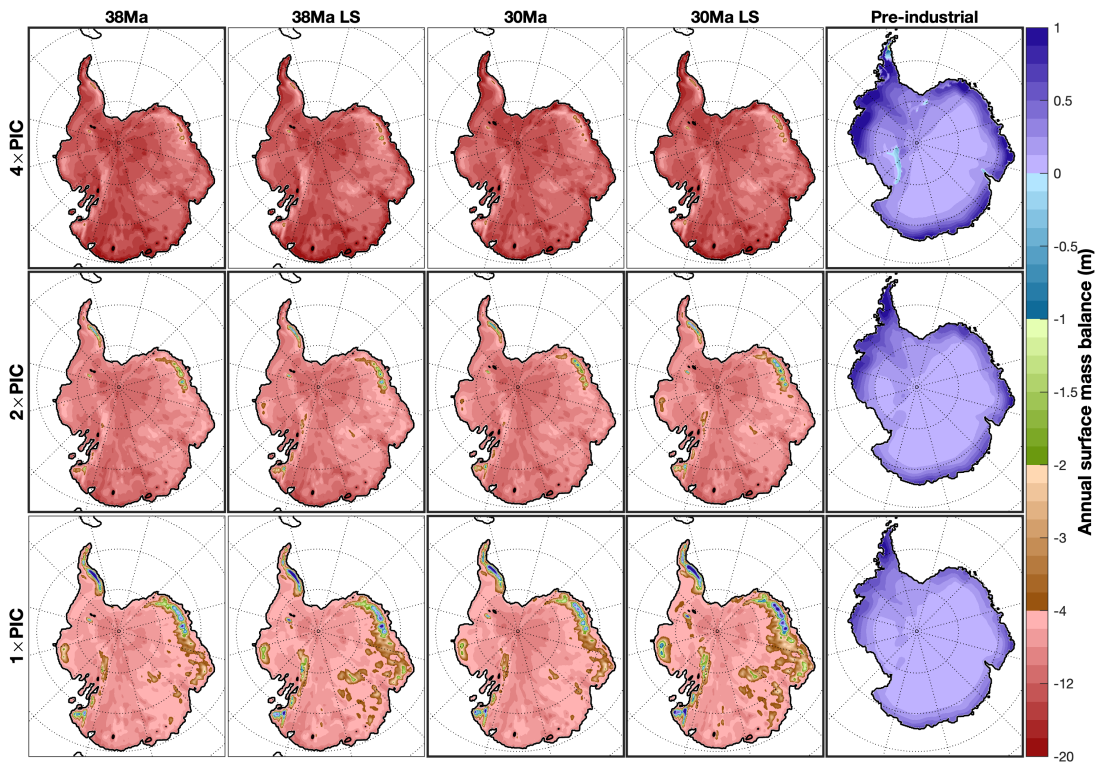 38Ma 38Ma LS 30Ma 30Ma LS Pre-industrial
4×PIC
2×PIC
1×PIC
1
0.5
0
-0.5
-1
-1.5
-2
-3
-4
-12
-20
Annual surface mass balance (m)